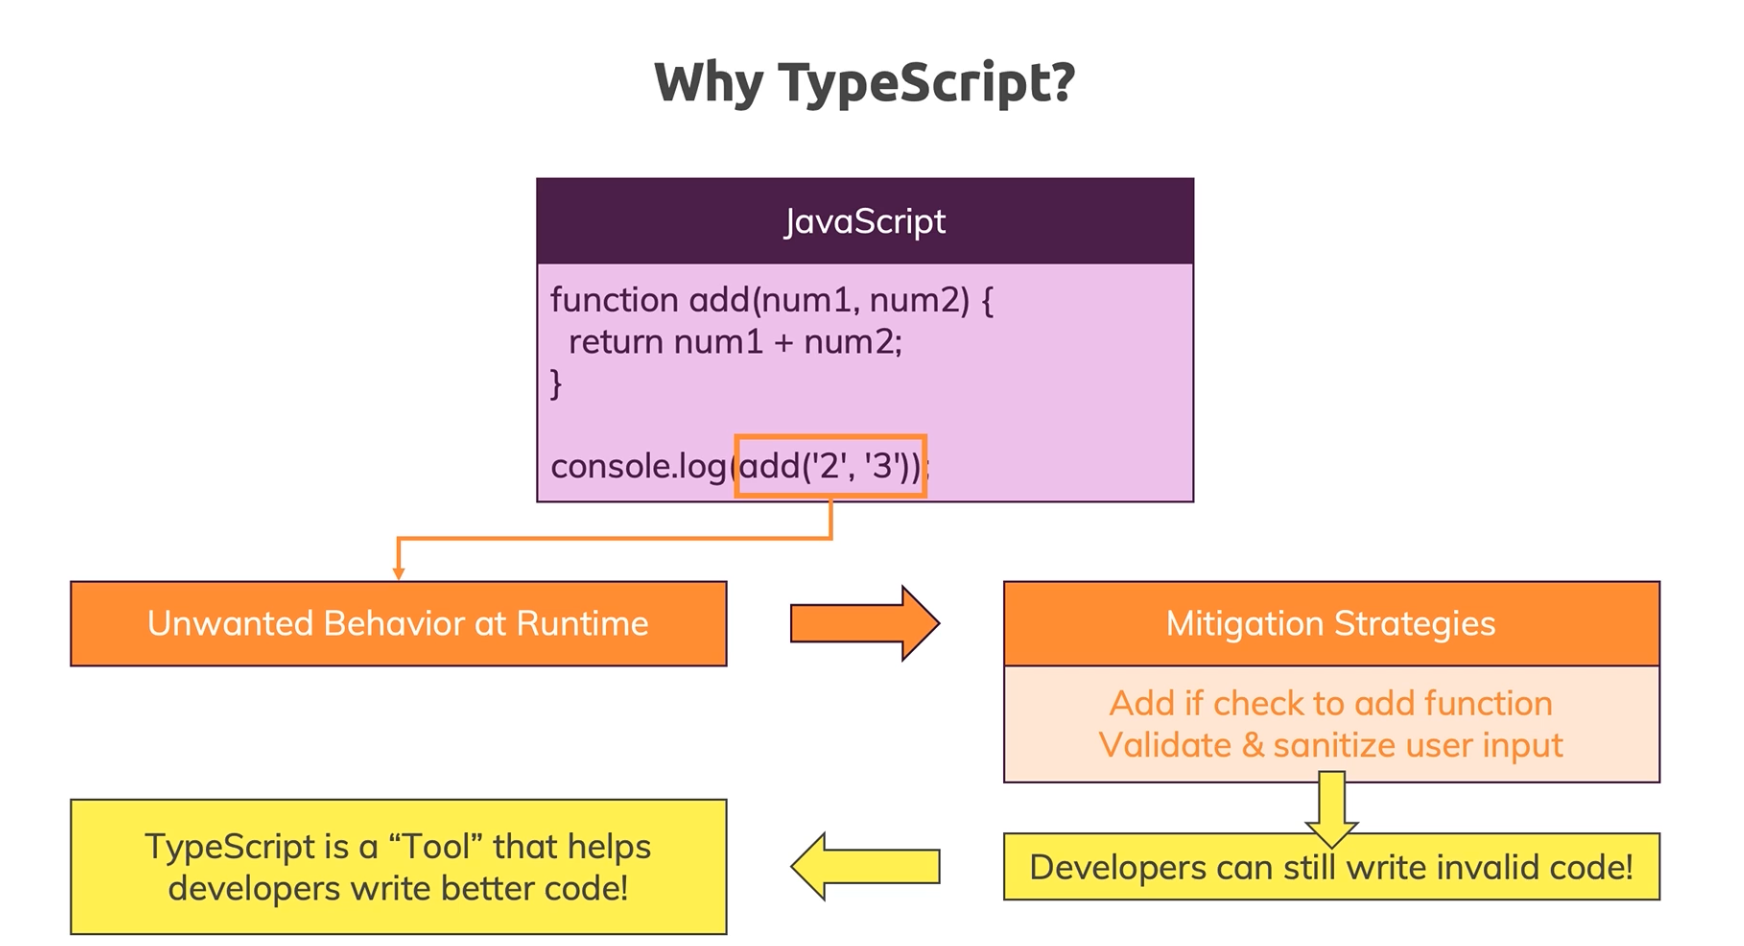 Why TypeScript?
JavaScript
function add(num1, num2) {
  return num1 + num2;
}
console.log(add('2', '3'));
Unwanted Behavior at Runtime
Mitigation Strategies
Add if check to add function
Validate & sanitize user input
Developers can still write invalid code!
TypeScript is a “Tool” that helps
developers write better code!